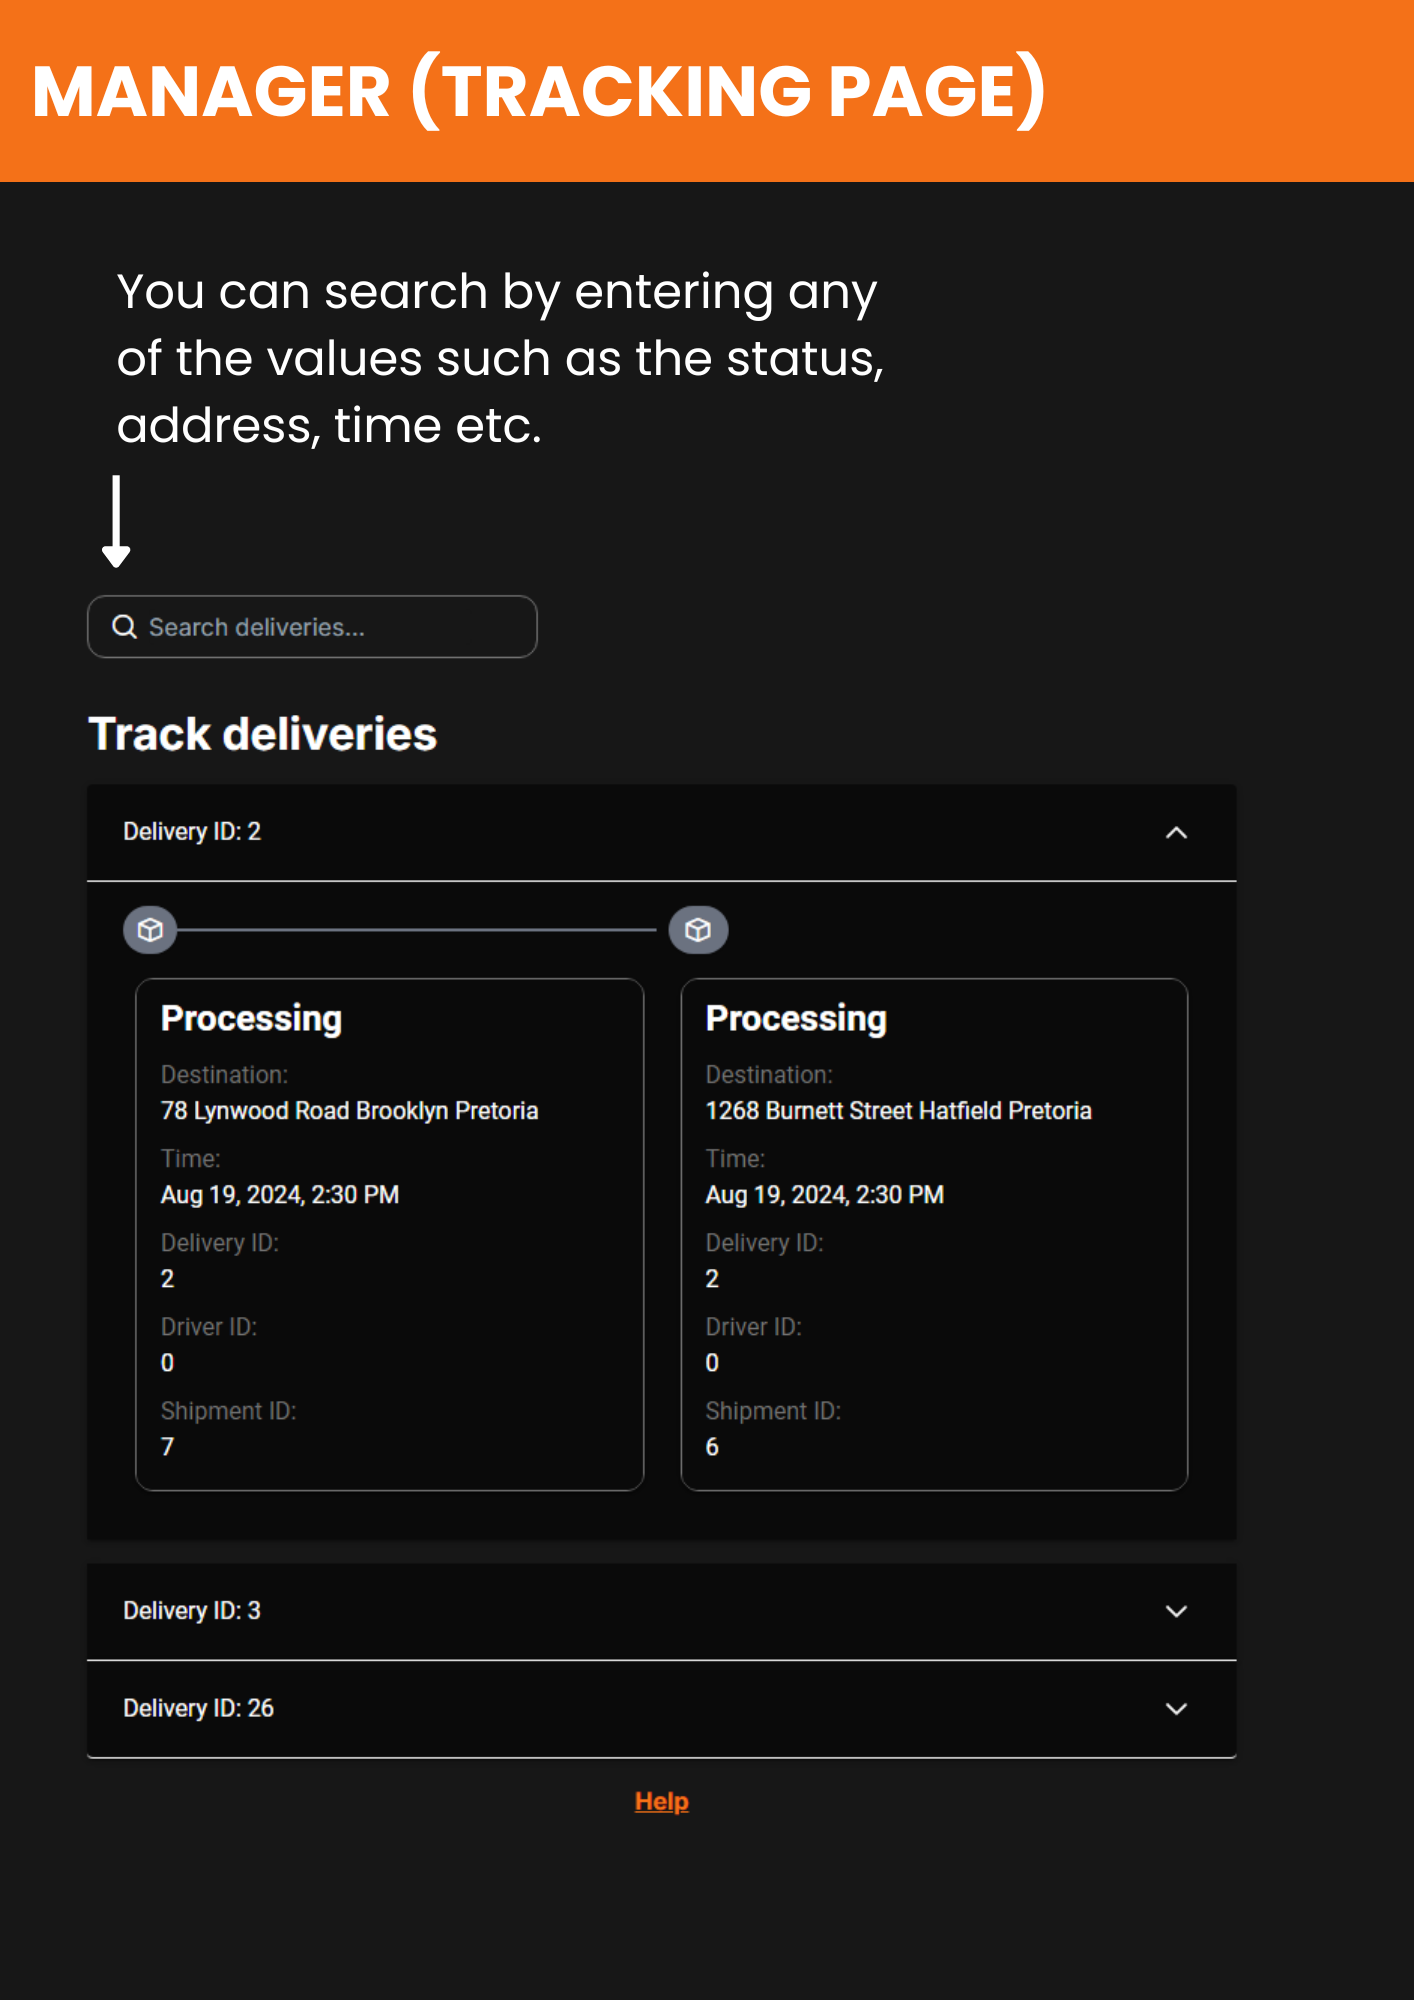 MANAGER (TRACKING PAGE)
You can search by entering any
of the values such as the status,
address, time etc.
Search deliveries...
Track deliveries
Delivery ID: 2
Processing
Destination:
78 Lynwood Road Brooklyn Pretoria
Time:
Aug 19, 2024, 2:30 PM
Delivery ID:
2
Driver ID:
0
Shipment ID:
7
Processing
Destination:
1268 Burnett Street Hatfield Pretoria
Time:
Aug 19, 2024, 2:30 PM
Delivery ID:
2
Driver ID:
0
Shipment ID:
6
Delivery ID: 3
Delivery ID: 26
Help